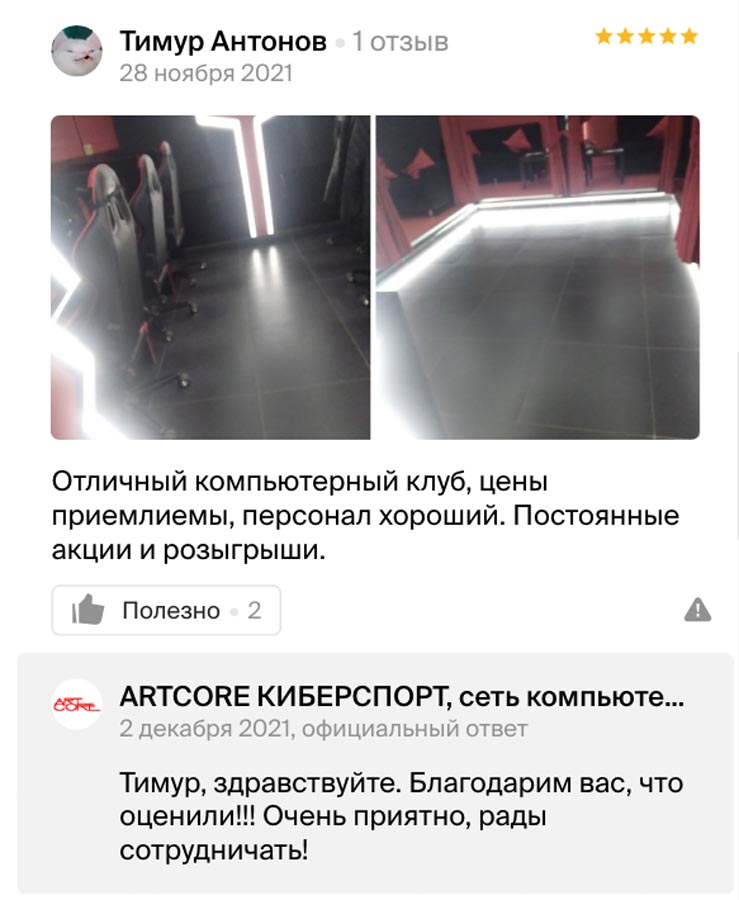 Тимур Антонов • 1 отзыв
28 ноября 2021
Отличный компьютерный клуб, цены
приемлиемы, персонал хороший. Постоянные
акции и розыгрыши.
Полезно • 2
ART
CORE
ARTCORE КИБЕРСПОРТ, сеть компьюте...
2 декабря 2021, официальный ответ
Тимур, здравствуйте. Благодарим вас, что
оценили!!! Очень приятно, рады
сотрудничать!